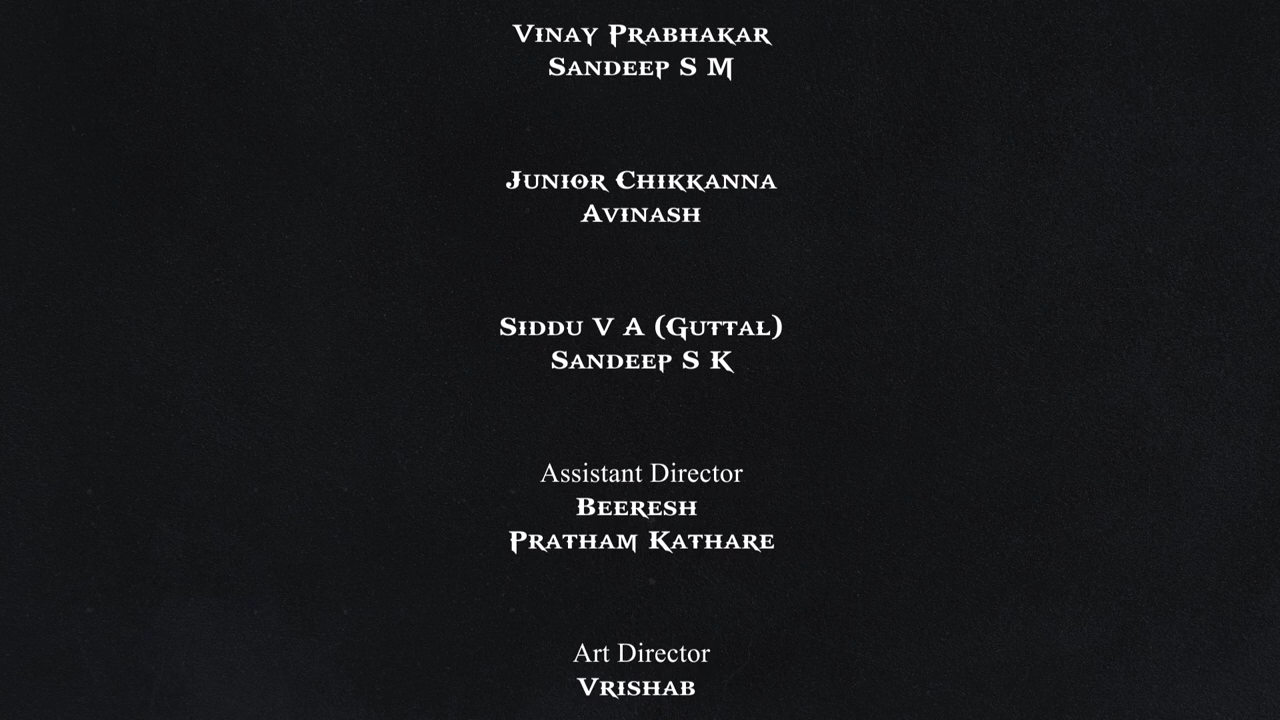 Vinay Prabhakar
Sandeep S M
Junior Chikkanna
Avinash
Siddu V A (Guttal)
Sandeep S K
Assistant Director
Beeresh
Pratham Kathare
Art Director
Vrishab